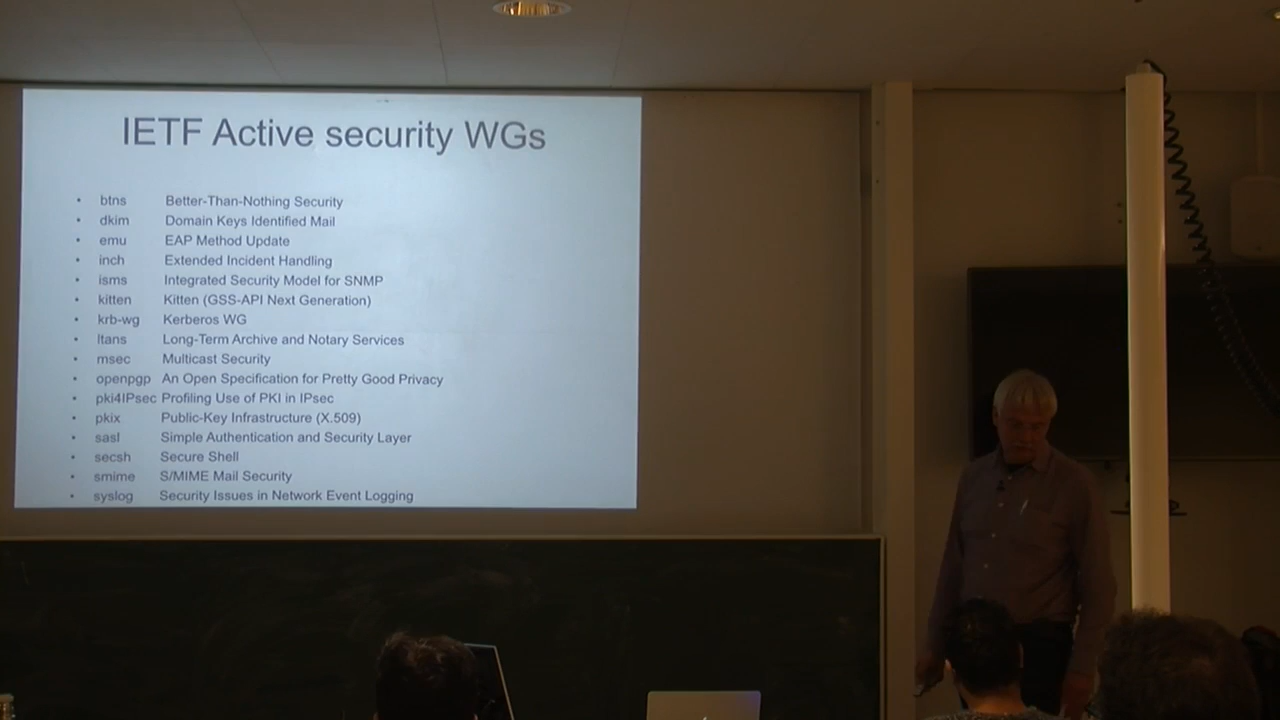 IETF Active security WGs
• btns Better-Than-Nothing Security
• dkim Domain Keys Identified Mail
• emu EAP Method Update
• inch Extended Incident Handling
• isms Integrated Security Model for SNMP
• kitten Kitten (GSS-API Next Generation)
• krb-wg Kerberos WG
• ltans Long-Term Archive and Notary Services
• msec Multicast Security
• openpgp An Open Specification for Pretty Good Privacy
• pki4IPsec Profiling Use of PKI in IPsec
• pkix Public-Key Infrastructure (X.509)
• sasl Simple Authentication and Security Layer
• secsh Secure Shell
• smime S/MIME Mail Security
• syslog Security Issues in Network Event Logging